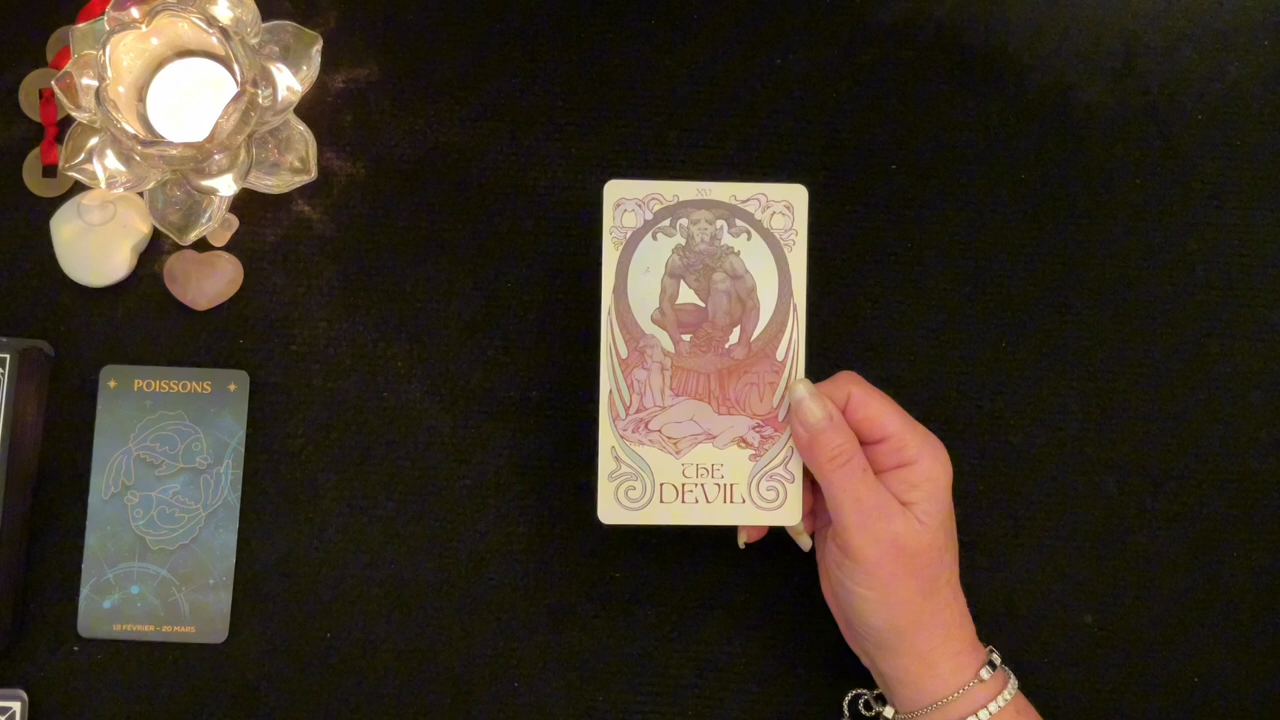 XV
THE
DEVIL
POISSONS
19 FÉVRIER - 20 MARS